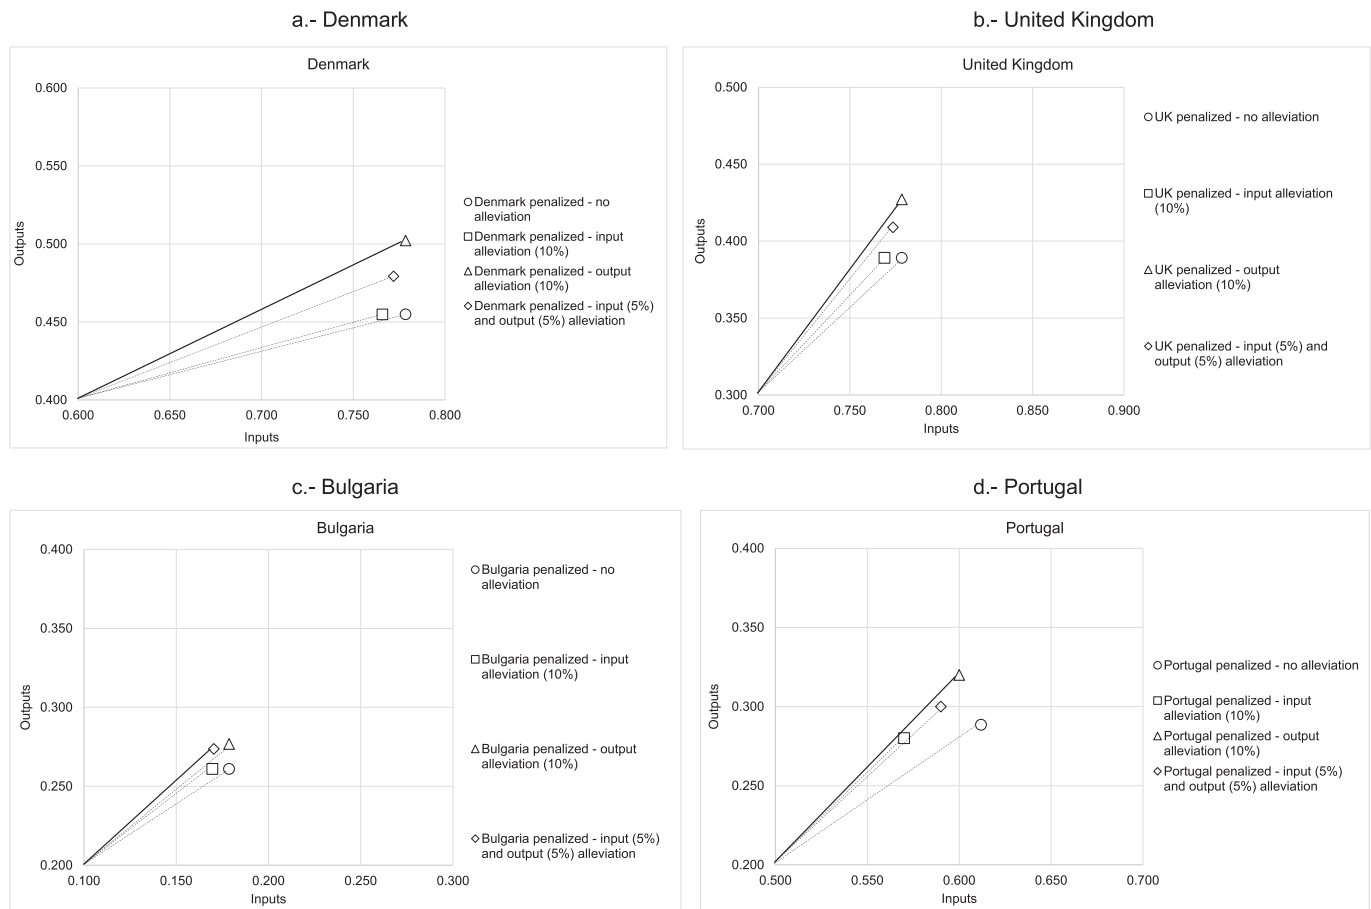 a.- Denmark
Denmark
0.600
0.550
0.500
0.450
0.400
Outputs
0.600 0.650 0.700 0.750 0.800
Inputs
Denmark penalized - no
alleviation
Denmark penalized - input
alleviation (10%)
Denmark penalized - output
alleviation (10%)
Denmark penalized - input (5%)
and output (5%) alleviation
b.- United Kingdom
United Kingdom
0.500
0.450
0.400
0.350
0.300
Outputs
0.700 0.750 0.800 0.850 0.900
Inputs
UK penalized - no alleviation
UK penalized - input alleviation
(10%)
UK penalized - output
alleviation (10%)
UK penalized - input (5%) and
output (5%) alleviation
c.- Bulgaria
Bulgaria
0.400
0.350
0.300
0.250
0.200
Outputs
0.100 0.150 0.200 0.250 0.300
Inputs
Bulgaria penalized - no
alleviation
Bulgaria penalized - input
alleviation (10%)
Bulgaria penalized - output
alleviation (10%)
Bulgaria penalized - input (5%)
and output (5%) alleviation
d.- Portugal
Portugal
0.400
0.350
0.300
0.250
0.200
Outputs
0.500 0.550 0.600 0.650 0.700
Inputs
Portugal penalized - no alleviation
Portugal penalized - input
alleviation (10%)
Portugal penalized - output
alleviation (10%)
Portugal penalized - input (5%)
and output (5%) alleviation